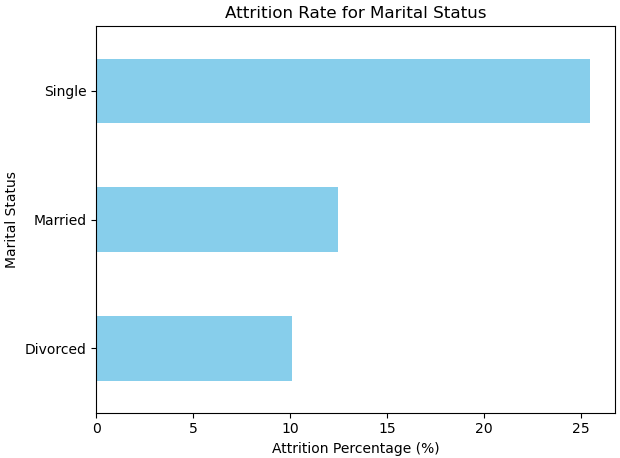 Attrition Rate for Marital Status
Marital Status
Single
Married
Divorced
0 5 10 15 20 25
Attrition Percentage (%)